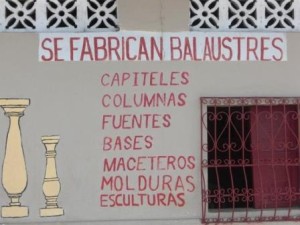 SE FABRICAN BALAUSTRES
CAPITELES
COLUMNAS
FUENTES
BASES
MACETEROS
MOLDURAS
ESCULTURAS